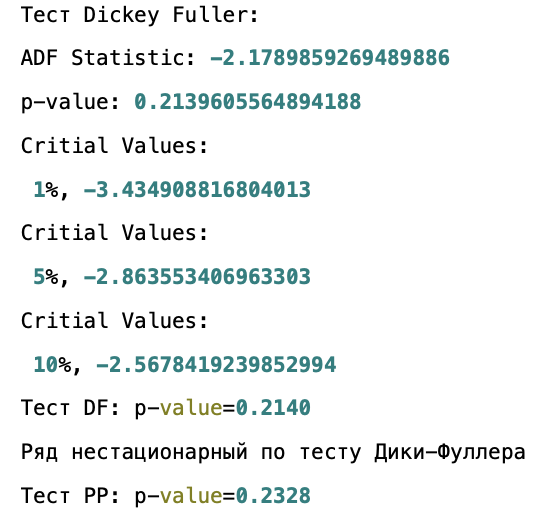 Тест Dickey Fuller:
ADF Statistic: -2.1789859269489886
p-value: 0.2139605564894188
Critial Values:
1%, -3.434908816804013
Critial Values:
5%, -2.863553406963303
Critial Values:
10%, -2.5678419239852994
Тест DF: p-value=0.2140
Ряд нестационарный по тесту Дики-Фуллера
Тест PP: p-value=0.2328